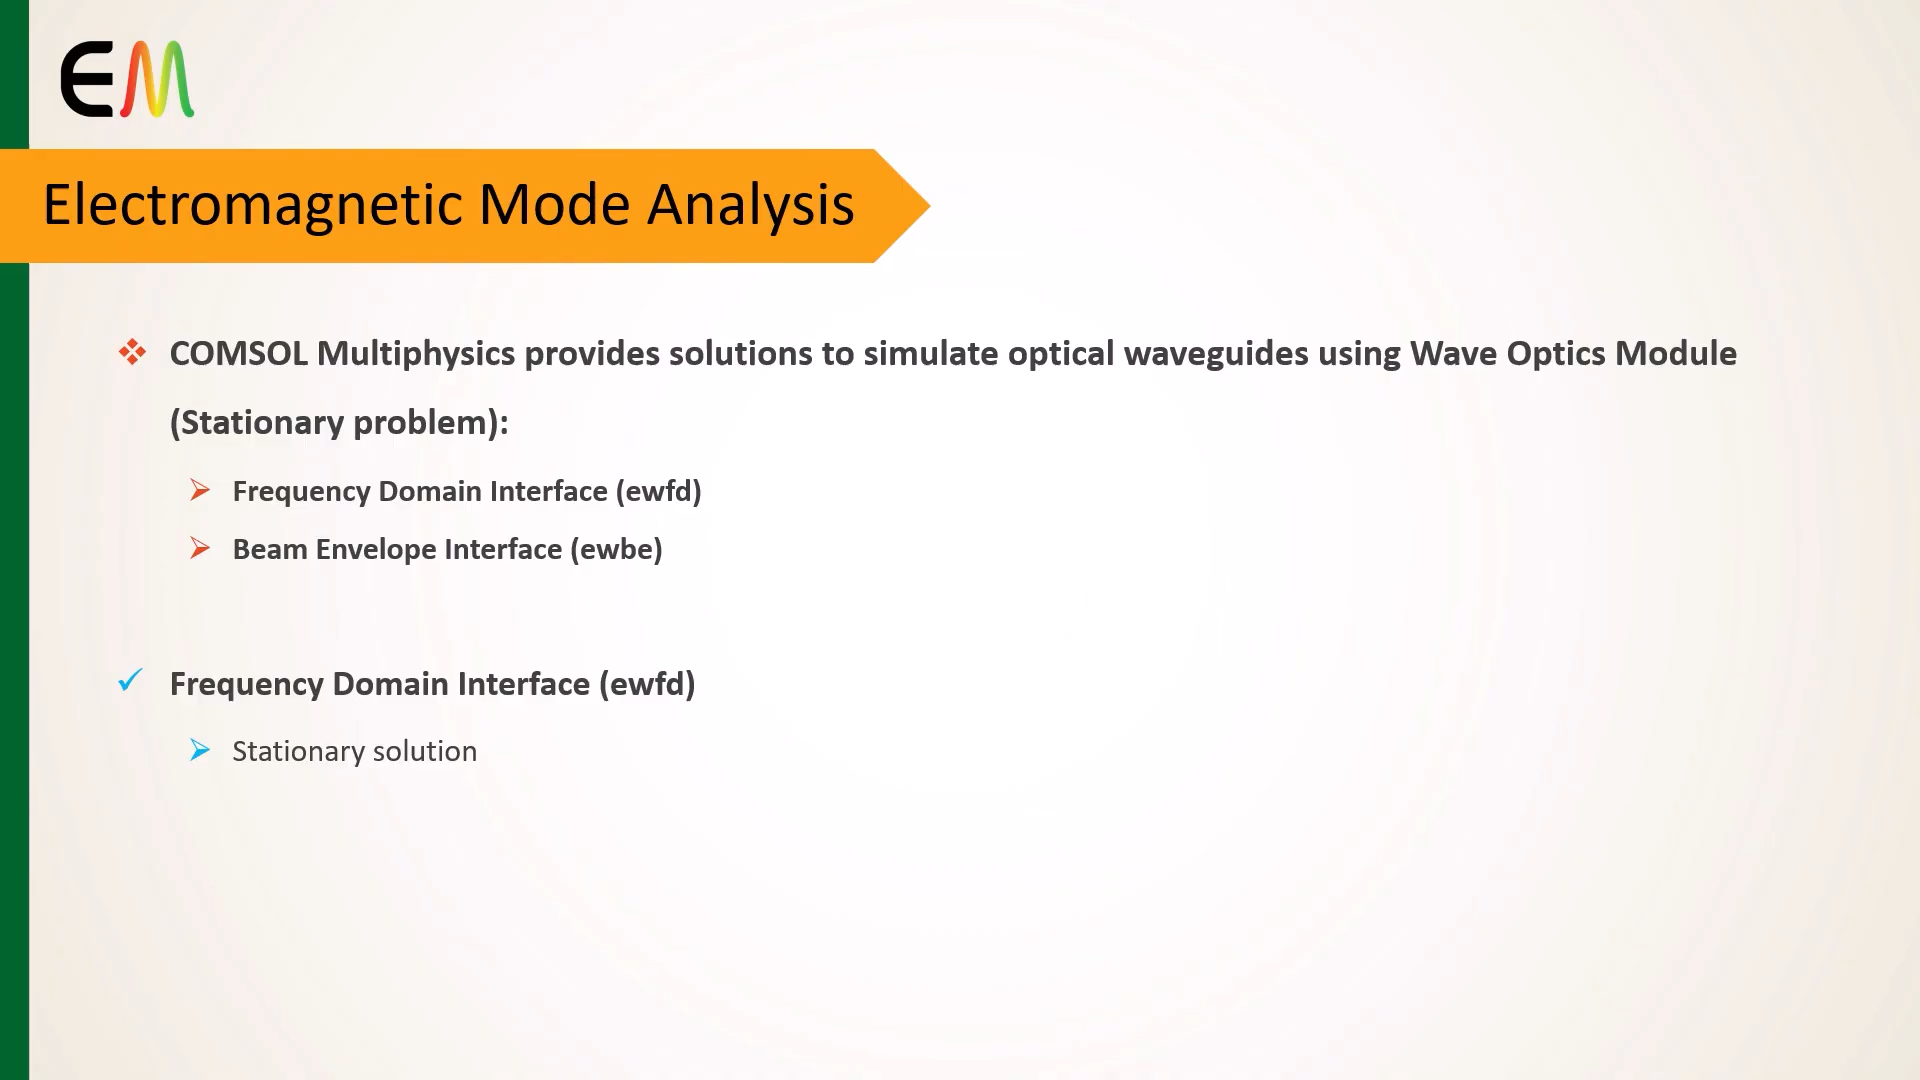 EM
Electromagnetic Mode Analysis
COMSOL Multiphysics provides solutions to simulate optical waveguides using Wave Optics Module
(Stationary problem):
Frequency Domain Interface (ewfd)
Beam Envelope Interface (ewbe)
Frequency Domain Interface (ewfd)
Stationary solution